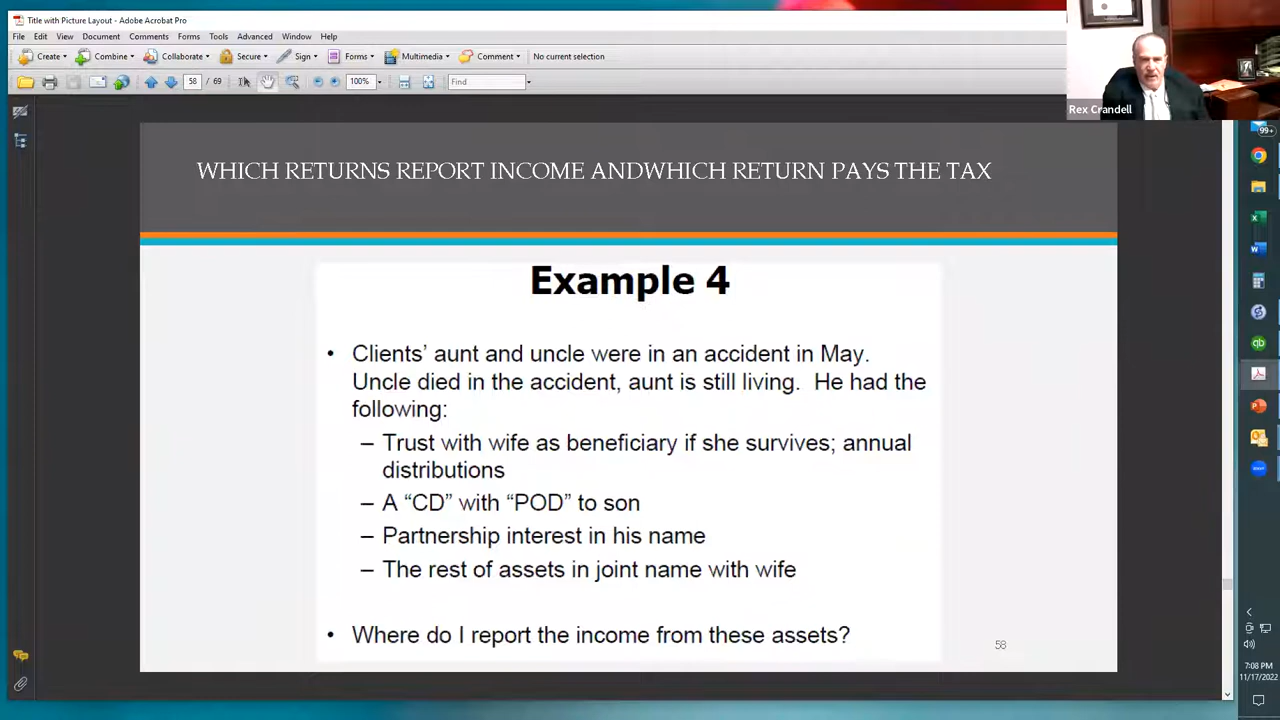 Title with Picture Layout - Adobe Acrobat Pro
File Edit View Document Comments Forms Tools Advanced Window Help
Create Combine Collaborate Secure Sign Forms Multimedia Comment No current selection
58 / 69 100% Find
Rex Crandell
99+
WHICH RETURNS REPORT INCOME ANDWHICH RETURN PAYS THE TAX
Example 4
• Clients’ aunt and uncle were in an accident in May.
Uncle died in the accident, aunt is still living. He had the
following:
– Trust with wife as beneficiary if she survives; annual
distributions
– A “CD” with “POD” to son
– Partnership interest in his name
– The rest of assets in joint name with wife
• Where do I report the income from these assets?
58
7:08 PM
11/17/2022